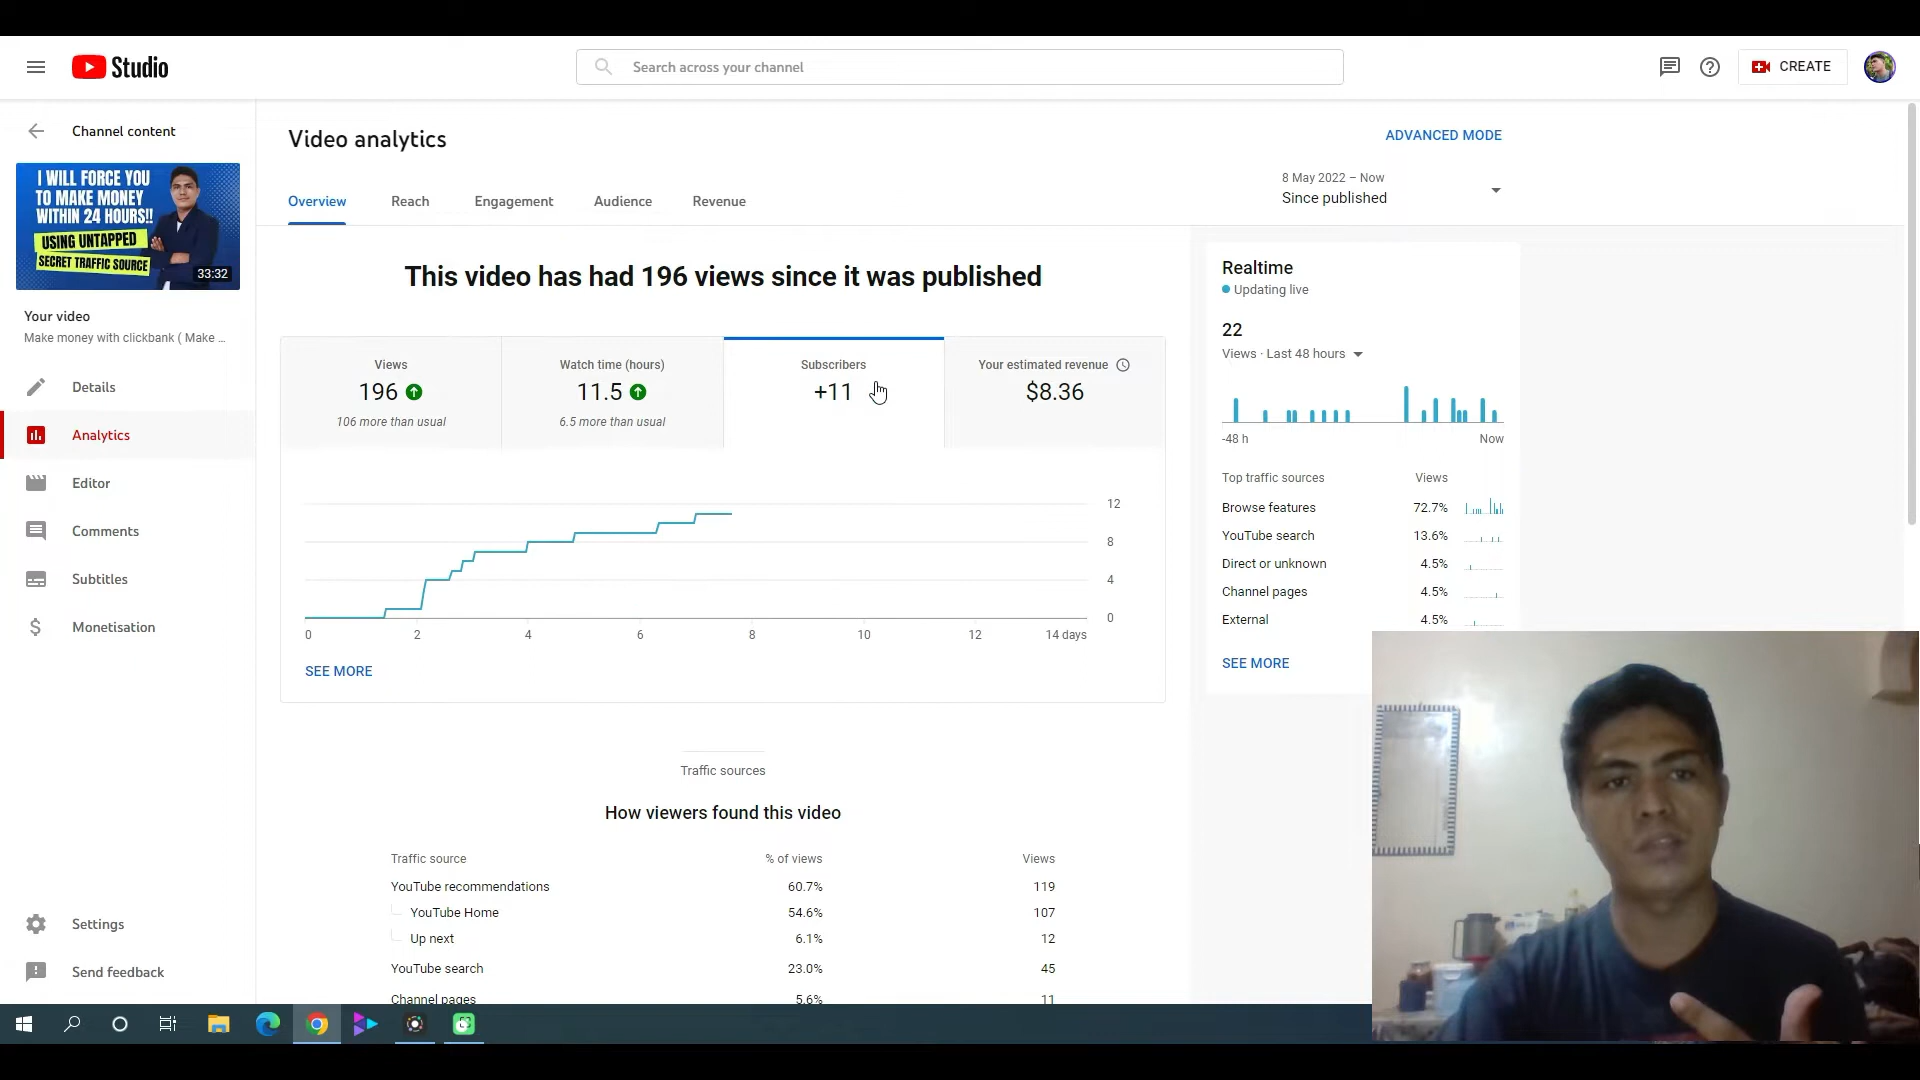 Studio
Search across your channel
CREATE
Channel content
I WILL FORCE YOU
TO MAKE MONEY
WITHIN 24 HOURS!!
USING UNTAPPED
SECRET TRAFFIC SOURCE
33:32
Your video
Make money with clickbank ( Make ...
Details
Analytics
Editor
Comments
Subtitles
Monetisation
Settings
Send feedback
Video analytics
ADVANCED MODE
Overview
Reach
Engagement
Audience
Revenue
8 May 2022 – Now
Since published
This video has had 196 views since it was published
Views
196
106 more than usual
Watch time (hours)
11.5
6.5 more than usual
Subscribers
+11
Your estimated revenue
$8.36
12
8
4
0
0 2 4 6 8 10 12 14 days
SEE MORE
Traffic sources
How viewers found this video
Traffic source % of views Views
YouTube recommendations 60.7% 119
YouTube Home 54.6% 107
Up next 6.1% 12
YouTube search 23.0% 45
Channel pages 5.6% 11
Realtime
Updating live
22
Views · Last 48 hours
-48 h Now
Top traffic sources Views
Browse features 72.7%
YouTube search 13.6%
Direct or unknown 4.5%
Channel pages 4.5%
External 4.5%
SEE MORE